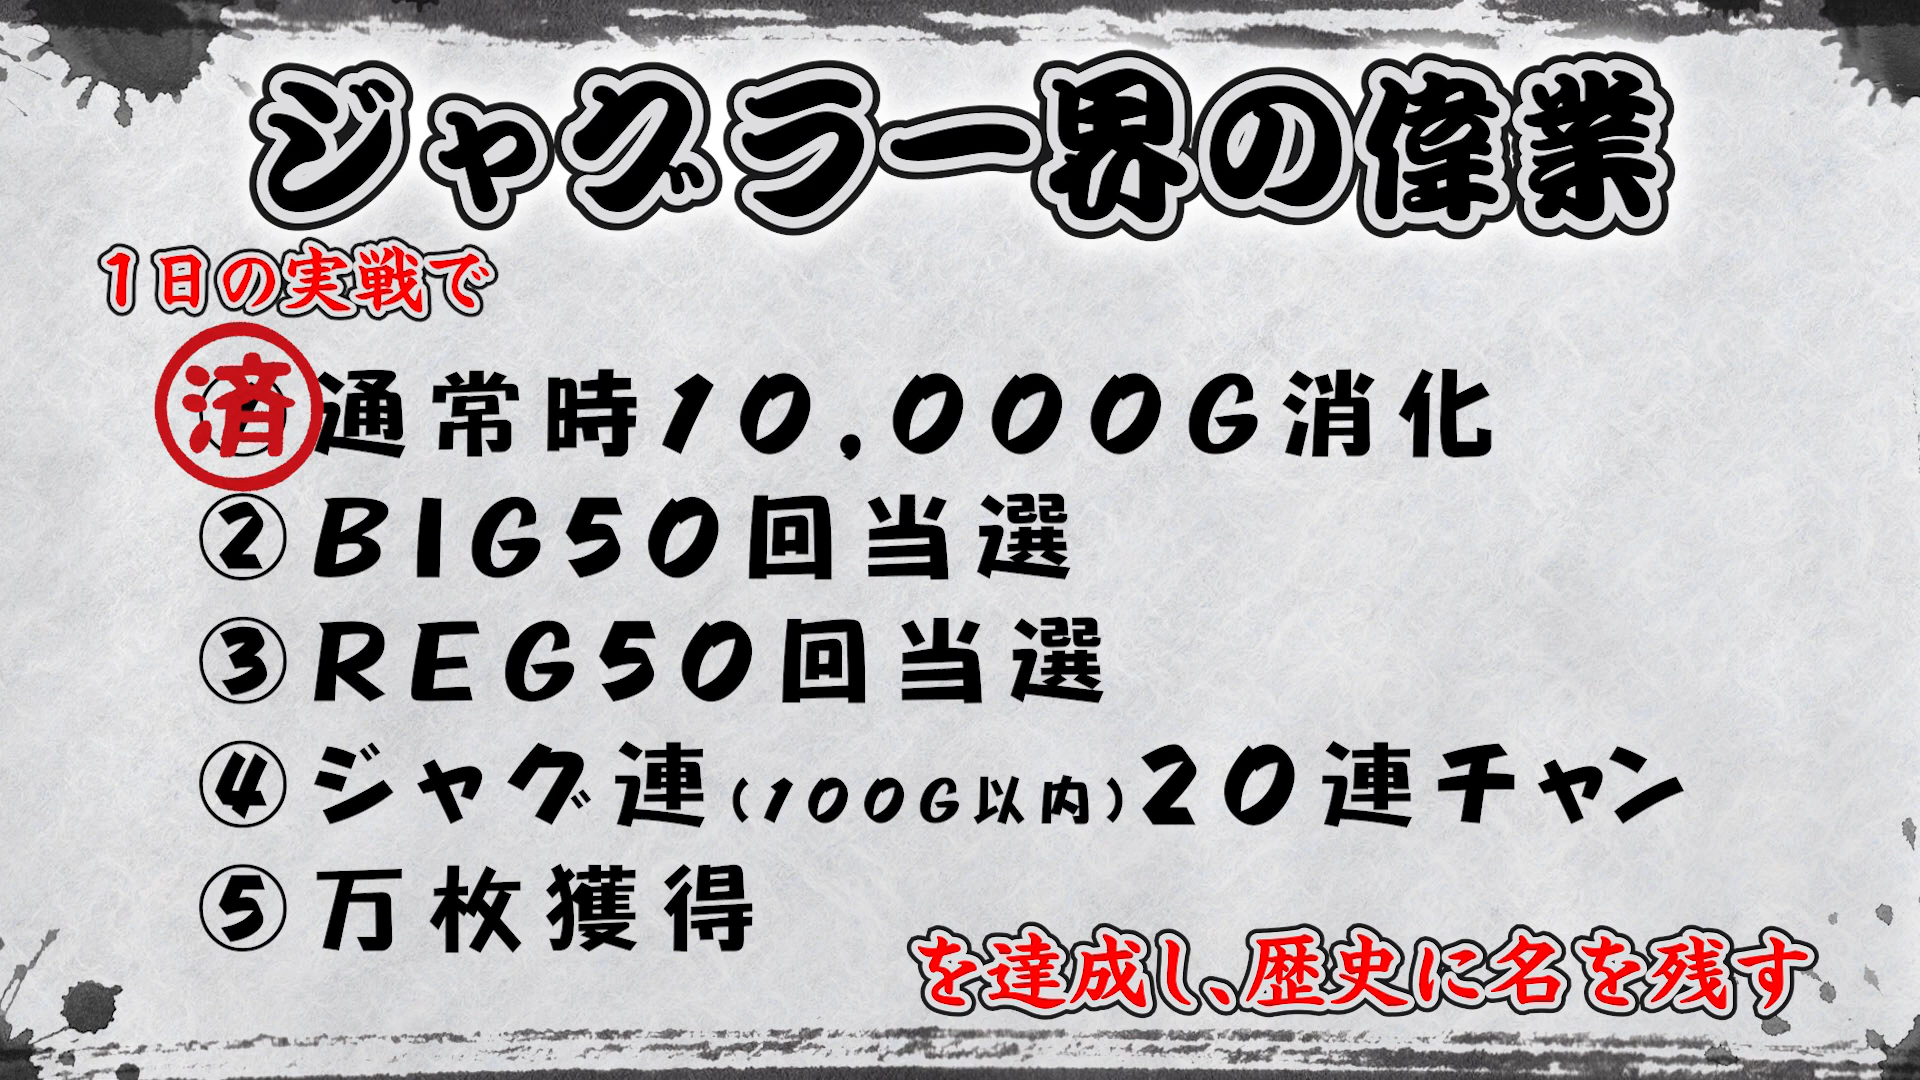 ジャグラー界の偉業
1日の実戦で
済 通常時10,000G消化
②BIG50回当選
③REG50回当選
④ジャグ連(100G以内)20連チャン
⑤万枚獲得
を達成し、歴史に名を残す